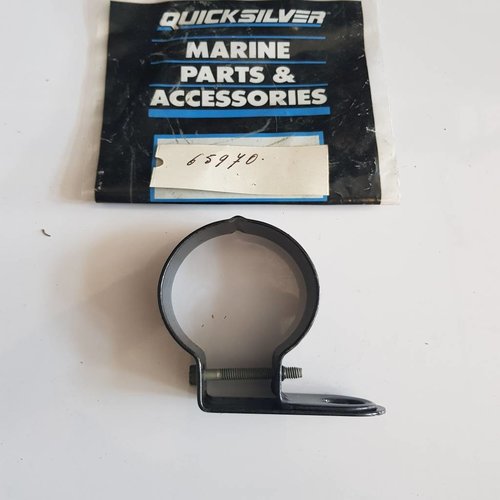 QUICKSILVER
MARINE
PARTS &
ACCESSORIES
65970.